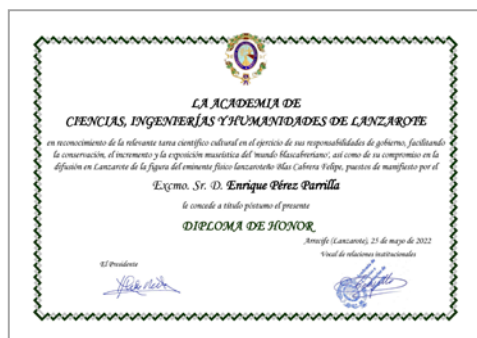 LA ACADEMIA DE
CIENCIAS, INGENIERÍAS Y HUMANIDADES DE LANZAROTE
en reconocimiento de la relevante tarea científico cultural en el ejercicio de sus responsabilidades de gobierno, facilitando
la conservación, el incremento y la exposición museística del 'mundo blascabreriano', así como de su compromiso en la
difusión en Lanzarote de la figura del eminente físico lanzaroteño Blas Cabrera Felipe, puestos de manifiesto por el
Excmo. Sr. D. Enrique Pérez Parrilla
le concede a título póstumo el presente
DIPLOMA DE HONOR
Arrecife (Lanzarote), 25 de mayo de 2022
El Presidente
Vocal de relaciones institucionales